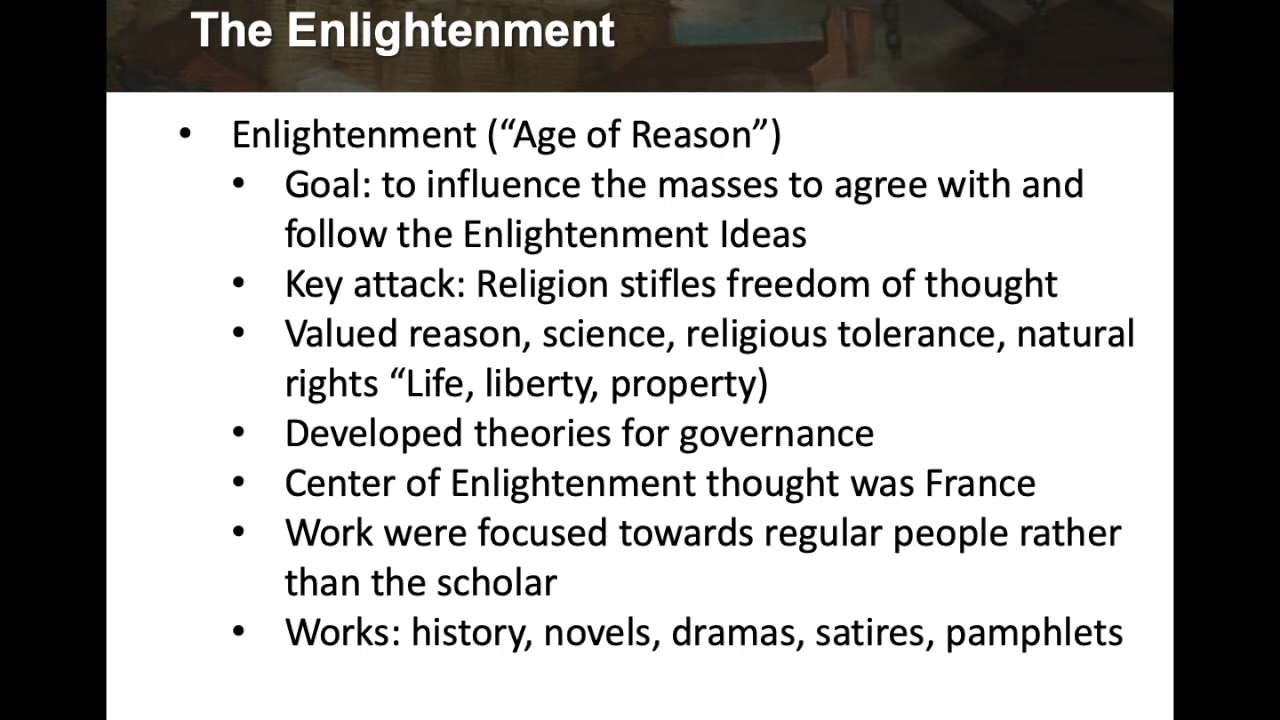 The Enlightenment
• Enlightenment (“Age of Reason”)
• Goal: to influence the masses to agree with and
follow the Enlightenment Ideas
• Key attack: Religion stifles freedom of thought
• Valued reason, science, religious tolerance, natural
rights “Life, liberty, property)
• Developed theories for governance
• Center of Enlightenment thought was France
• Work were focused towards regular people rather
than the scholar
• Works: history, novels, dramas, satires, pamphlets